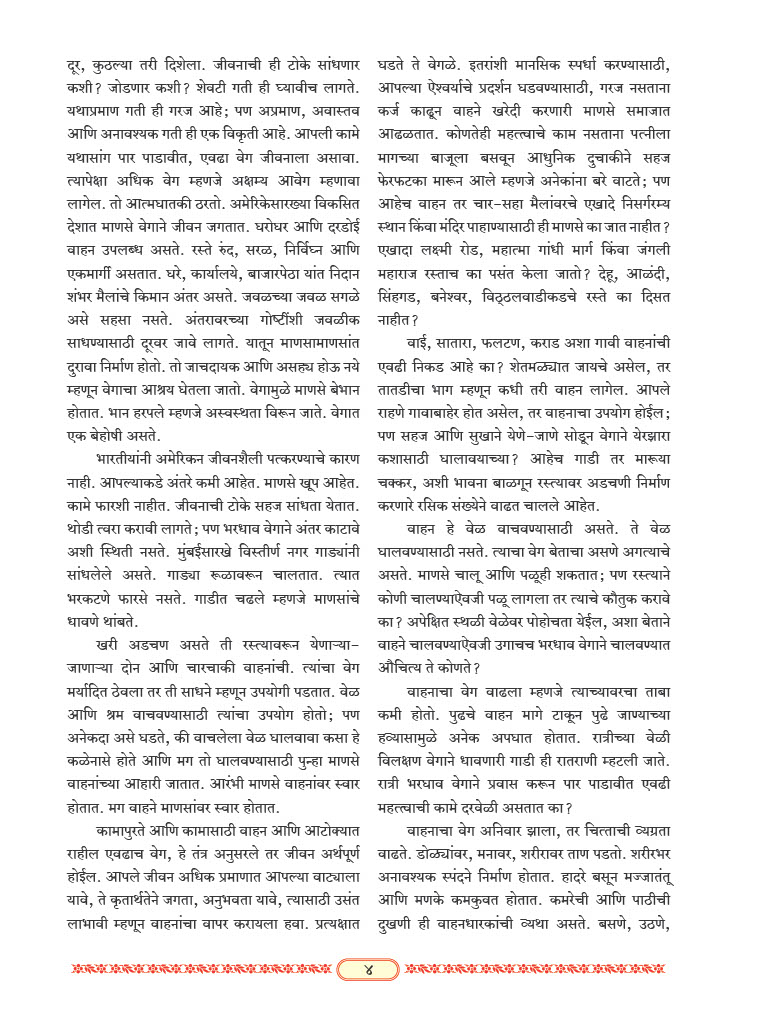 दूर, कुठल्या तरी दिशेला. जीवनाची ही टोके सांधणार
कशी? जोडणार कशी? शेवटी गती ही घ्यावीच लागते.
यथाप्रमाण गती ही गरज आहे; पण अप्रमाण, अवास्तव
आणि अनावश्यक गती ही एक विकृती आहे. आपली कामे
यथासांग पार पाडावीत, एवढा वेग जीवनाला असावा.
त्यापेक्षा अधिक वेग म्हणजे अक्षम्य आवेग म्हणावा
लागेल. तो आत्मघातकी ठरतो. अमेरिकेसारख्या विकसित
देशात माणसे वेगाने जीवन जगतात. घरोघर आणि दरडोई
वाहन उपलब्ध असते. रस्ते रुंद, सरळ, निर्विघ्न आणि
एकमार्गी असतात. घरे, कार्यालये, बाजारपेठा यांत निदान
शंभर मैलांचे किमान अंतर असते. जवळच्या जवळ सगळे
असे सहसा नसते. अंतरावरच्या गोष्टींशी जवळीक
साधण्यासाठी दूरवर जावे लागते. यातून माणसामाणसांत
दुरावा निर्माण होतो. तो जाचदायक आणि असह्य होऊ नये
म्हणून वेगाचा आश्रय घेतला जातो. वेगामुळे माणसे बेभान
होतात. भान हरपले म्हणजे अस्वस्थता विरून जाते. वेगात
एक बेहोषी असते.
भारतीयांनी अमेरिकन जीवनशैली पत्करण्याचे कारण
नाही. आपल्याकडे अंतरे कमी आहेत. माणसे खूप आहेत.
कामे फारशी नाहीत. जीवनाची टोके सहज सांधता येतात.
थोडी त्वरा करावी लागते; पण भरधाव वेगाने अंतर काटावे
अशी स्थिती नसते. मुंबईसारखे विस्तीर्ण नगर गाड्यांनी
सांधलेले असते. गाड्या रूळावरून चालतात. त्यात
भरकटणे फारसे नसते. गाडीत चढले म्हणजे माणसांचे
धावणे थांबते.
खरी अडचण असते ती रस्त्यावरून येणाऱ्या-
जाणाऱ्या दोन आणि चारचाकी वाहनांची. त्यांचा वेग
मर्यादित ठेवला तर ती साधने म्हणून उपयोगी पडतात. वेळ
आणि श्रम वाचवण्यासाठी त्यांचा उपयोग होतो; पण
अनेकदा असे घडते, की वाचलेला वेळ घालवावा कसा हे
कळेनासे होते आणि मग तो घालवण्यासाठी पुन्हा माणसे
वाहनांच्या आहारी जातात. आरंभी माणसे वाहनांवर स्वार
होतात. मग वाहने माणसांवर स्वार होतात.
कामापुरते आणि कामासाठी वाहन आणि आटोक्यात
राहील एवढाच वेग, हे तंत्र अनुसरले तर जीवन अर्थपूर्ण
होईल. आपले जीवन अधिक प्रमाणात आपल्या वाट्याला
यावे, ते कृतार्थतेने जगता, अनुभवता यावे, त्यासाठी उसंत
लाभावी म्हणून वाहनांचा वापर करायला हवा. प्रत्यक्षात
घडते ते वेगळे. इतरांशी मानसिक स्पर्धा करण्यासाठी,
आपल्या ऐश्वर्याचे प्रदर्शन घडवण्यासाठी, गरज नसताना
कर्ज काढून वाहने खरेदी करणारी माणसे समाजात
आढळतात. कोणतेही महत्त्वाचे काम नसताना पत्नीला
मागच्या बाजूला बसवून आधुनिक दुचाकीने सहज
फेरफटका मारून आले म्हणजे अनेकांना बरे वाटते; पण
आहेच वाहन तर चार-सहा मैलांवरचे एखादे निसर्गरम्य
स्थान किंवा मंदिर पाहाण्यासाठी ही माणसे का जात नाहीत?
एखादा लक्ष्मी रोड, महात्मा गांधी मार्ग किंवा जंगली
महाराज रस्ताच का पसंत केला जातो? देहू, आळंदी,
सिंहगड, बनेश्वर, विठ्ठलवाडीकडचे रस्ते का दिसत
नाहीत?
वाई, सातारा, फलटण, कराड अशा गावी वाहनांची
एवढी निकड आहे का? शेतमळ्यात जायचे असेल, तर
तातडीचा भाग म्हणून कधी तरी वाहन लागेल. आपले
राहणे गावाबाहेर होत असेल, तर वाहनाचा उपयोग होईल;
पण सहज आणि सुखाने येणे-जाणे सोडून वेगाने येरझारा
कशासाठी घालावयाच्या? आहेच गाडी तर मारूया
चक्कर, अशी भावना बाळगून रस्त्यावर अडचणी निर्माण
करणारे रसिक संख्येने वाढत चालले आहेत.
वाहन हे वेळ वाचवण्यासाठी असते. ते वेळ
घालवण्यासाठी नसते. त्याचा वेग बेताचा असणे अगत्याचे
असते. माणसे चालू आणि पळूही शकतात; पण रस्त्याने
कोणी चालण्याऐवजी पळू लागला तर त्याचे कौतुक करावे
का? अपेक्षित स्थळी वेळेवर पोहोचता येईल, अशा बेताने
वाहने चालवण्याऐवजी उगाचच भरधाव वेगाने चालवण्यात
औचित्य ते कोणते?
वाहनाचा वेग वाढला म्हणजे त्याच्यावरचा ताबा
कमी होतो. पुढचे वाहन मागे टाकून पुढे जाण्याच्या
हव्यासामुळे अनेक अपघात होतात. रात्रीच्या वेळी
विलक्षण वेगाने धावणारी गाडी ही रातराणी म्हटली जाते.
रात्री भरधाव वेगाने प्रवास करून पार पाडावीत एवढी
महत्त्वाची कामे दरवेळी असतात का?
वाहनाचा वेग अनिवार झाला, तर चित्ताची व्यग्रता
वाढते. डोळ्यांवर, मनावर, शरीरावर ताण पडतो. शरीरभर
अनावश्यक स्पंदने निर्माण होतात. हादरे बसून मज्जातंतू
आणि मणके कमकुवत होतात. कमरेची आणि पाठीची
दुखणी ही वाहनधारकांची व्यथा असते. बसणे, उठणे,
४